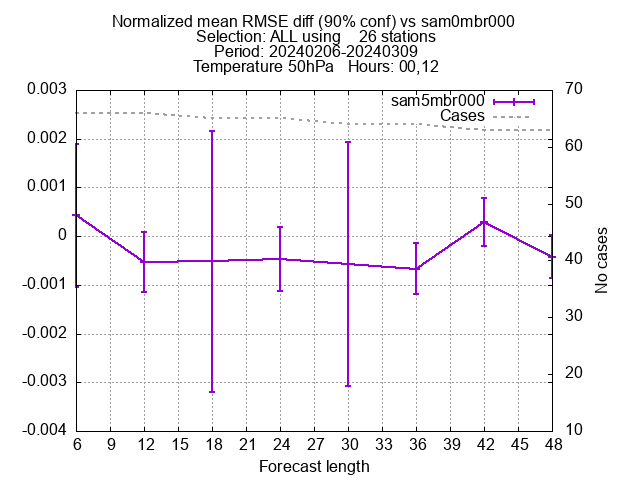 Normalized mean RMSE diff (90% conf) vs sam0mbr000
Selection: ALL using    26 stations
Period: 20240206-20240309
Temperature 50hPa   Hours: 00,12
sam5mbr000
Cases
0.003
0.002
0.001
0
-0.001
-0.002
-0.003
-0.004
70
60
50
40
30
20
10
No cases
6 9 12 15 18 21 24 27 30 33 36 39 42 45 48
Forecast length